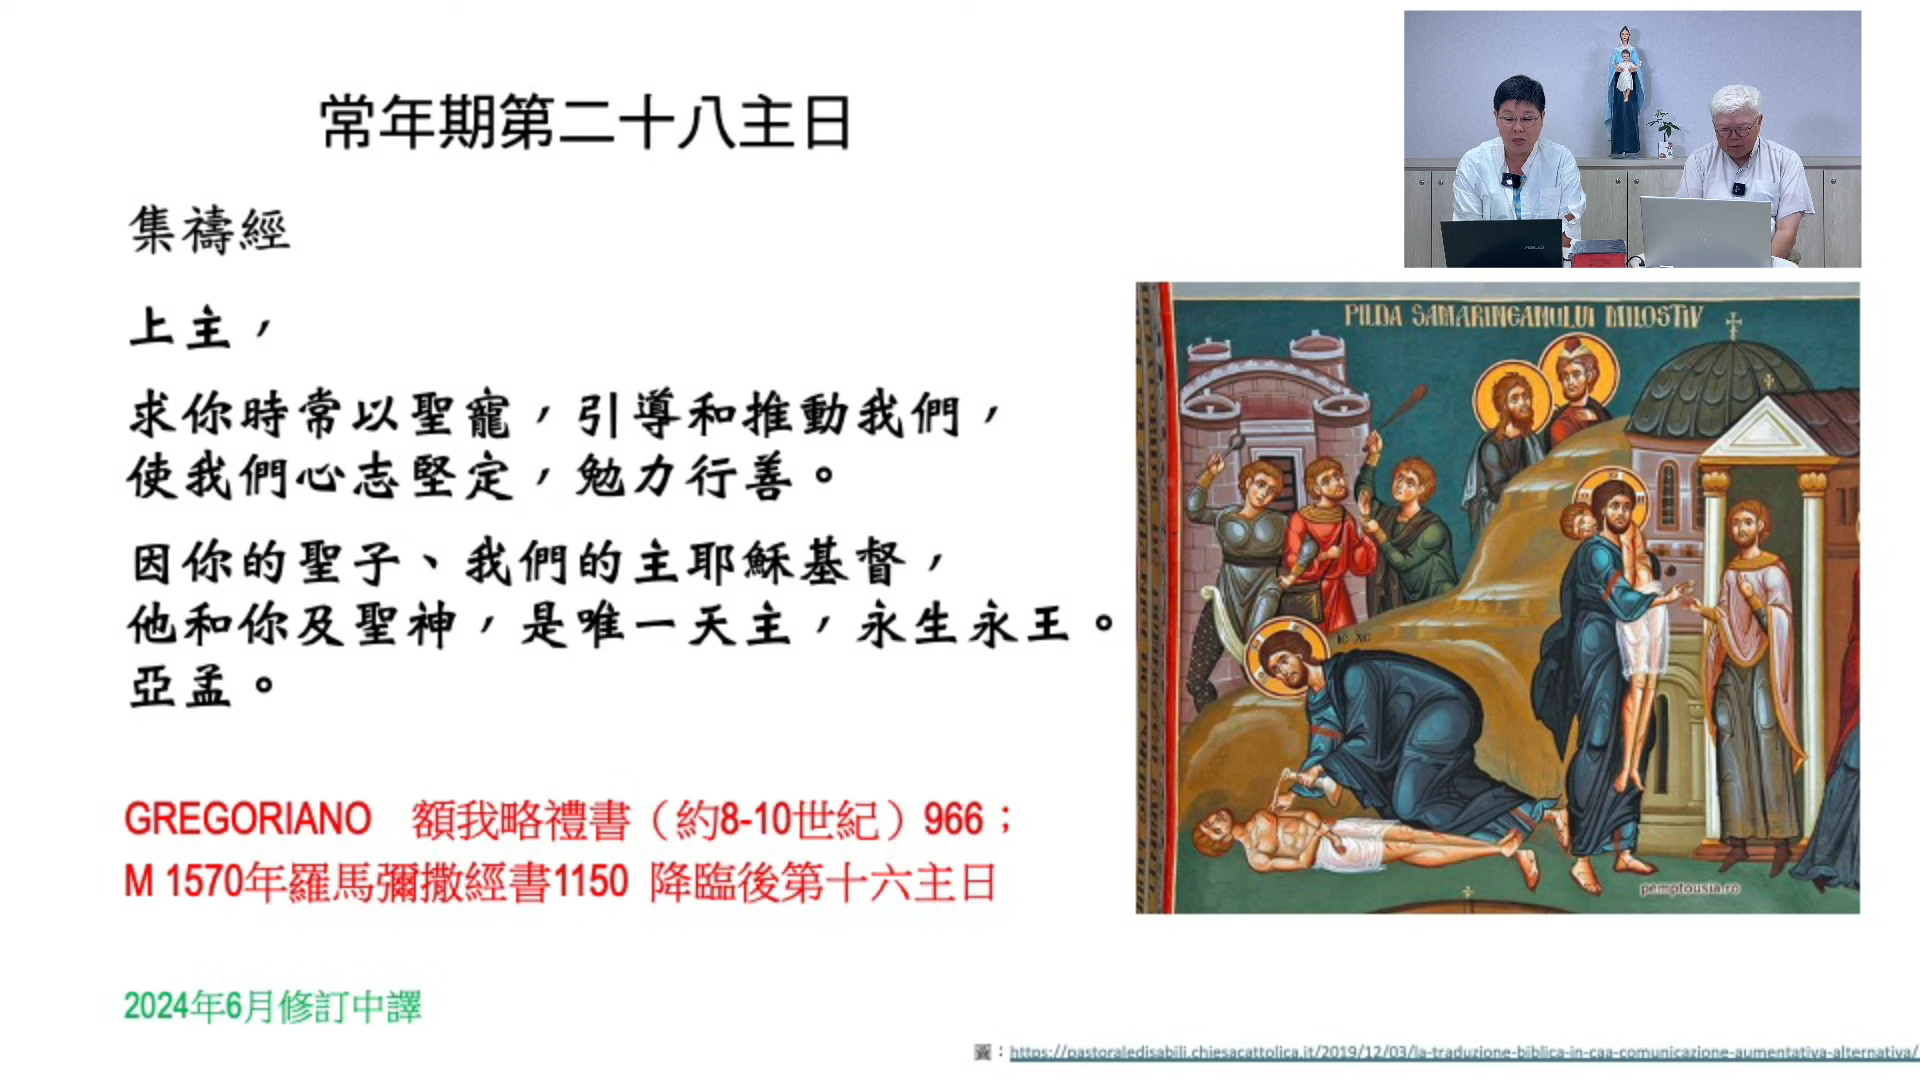 常年期第二十八主日
集禱經
上主，
求你時常以聖寵，引導和推動我們，
使我們心志堅定，勉力行善。
因你的聖子、我們的主耶穌基督，
他和你及聖神，是唯一天主，永生永王。
亞孟。
GREGORIANO 額我略禮書（約8-10世紀）966；
M 1570年羅馬彌撒經書1150 降臨後第十六主日
2024年6月修訂中譯
PILDA SAMARINEANULUI MILOSTIV
IC XC
pemptousia.ro
ASUS
圖：https://pastoraledisabili.chiesacattolica.it/2019/12/03/la-traduzione-biblica-in-caa-comunicazione-aumentativa-alternativa/